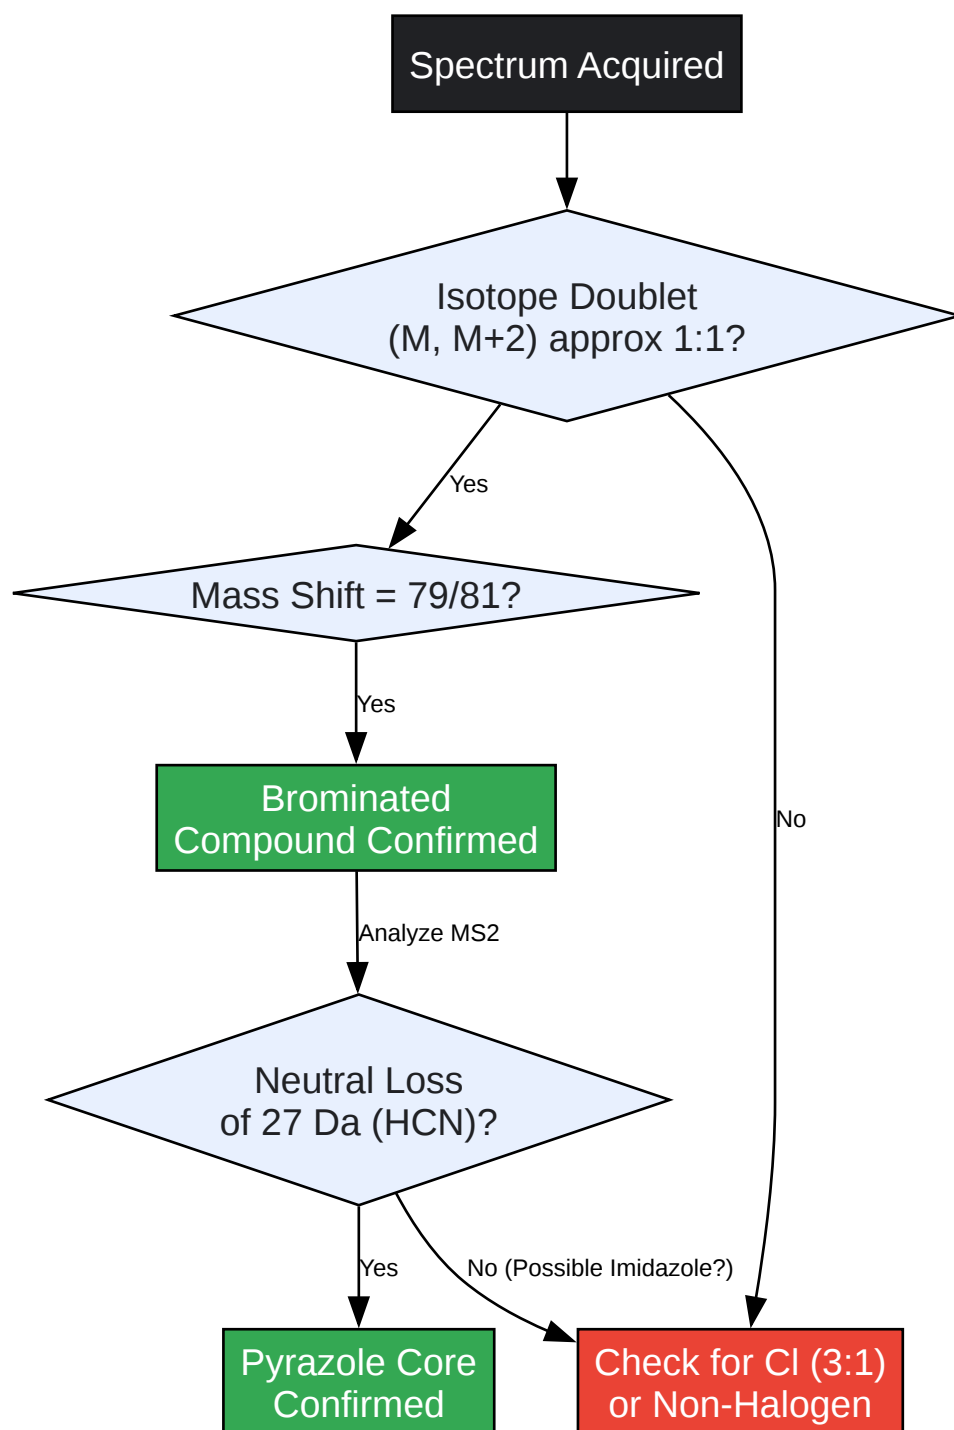 Spectrum Acquired
Isotope Doublet
(M, M+2) approx 1:1?
Yes
Mass Shift = 79/81?
Yes
Brominated
Compound Confirmed
No
Analyze MS2
Neutral Loss
of 27 Da (HCN)?
Yes
No (Possible Imidazole?)
Pyrazole Core
Confirmed
Check for Cl (3:1)
or Non-Halogen